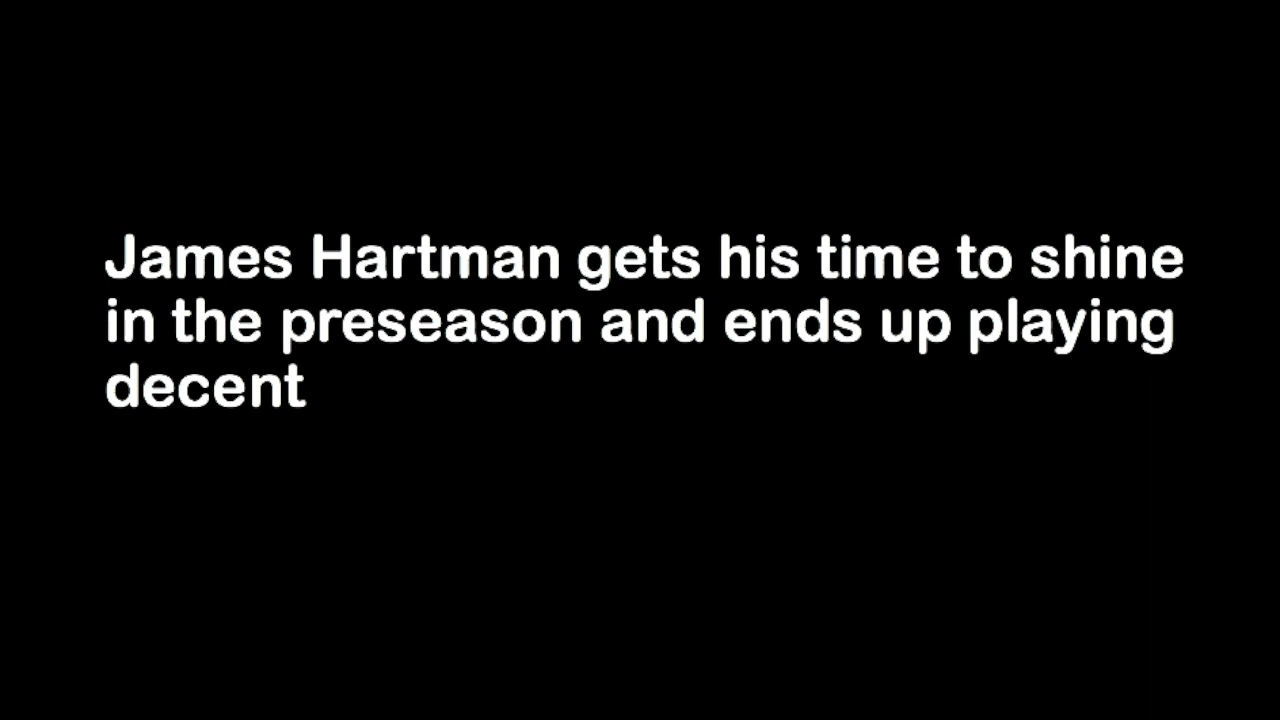 James Hartman gets his time to shine
in the preseason and ends up playing
decent